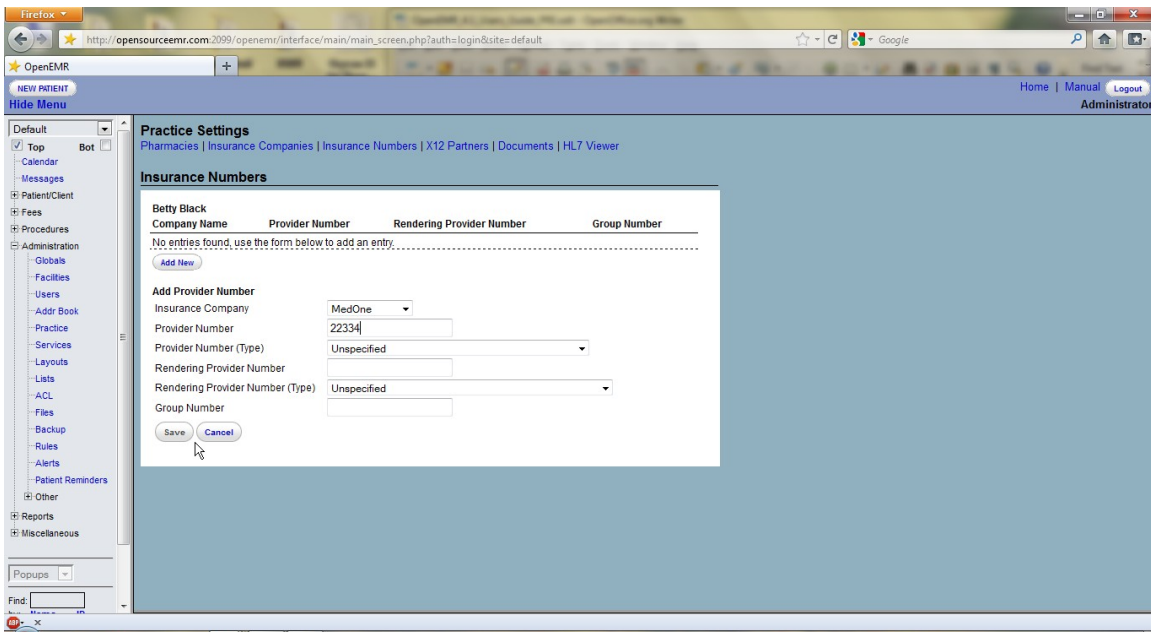 Firefox
http://opensourceemr.com:2099/openemr/interface/main/main_screen.php?auth=login&site=default
Google
OpenEMR
NEW PATIENT
Home | Manual Logout
Hide Menu
Administrator
Default
Top Bot
Calendar
Messages
Patient/Client
Fees
Procedures
Administration
Globals
Facilities
Users
Addr Book
Practice
Services
Layouts
Lists
ACL
Files
Backup
Rules
Alerts
Patient Reminders
Other
Reports
Miscellaneous
Popups
Find:
Practice Settings
Pharmacies | Insurance Companies | Insurance Numbers | X12 Partners | Documents | HL7 Viewer
Insurance Numbers
Betty Black
Company Name Provider Number Rendering Provider Number Group Number
No entries found, use the form below to add an entry.
Add New
Add Provider Number
Insurance Company MedOne
Provider Number 22334
Provider Number (Type) Unspecified
Rendering Provider Number
Rendering Provider Number (Type) Unspecified
Group Number
Save Cancel
ABP